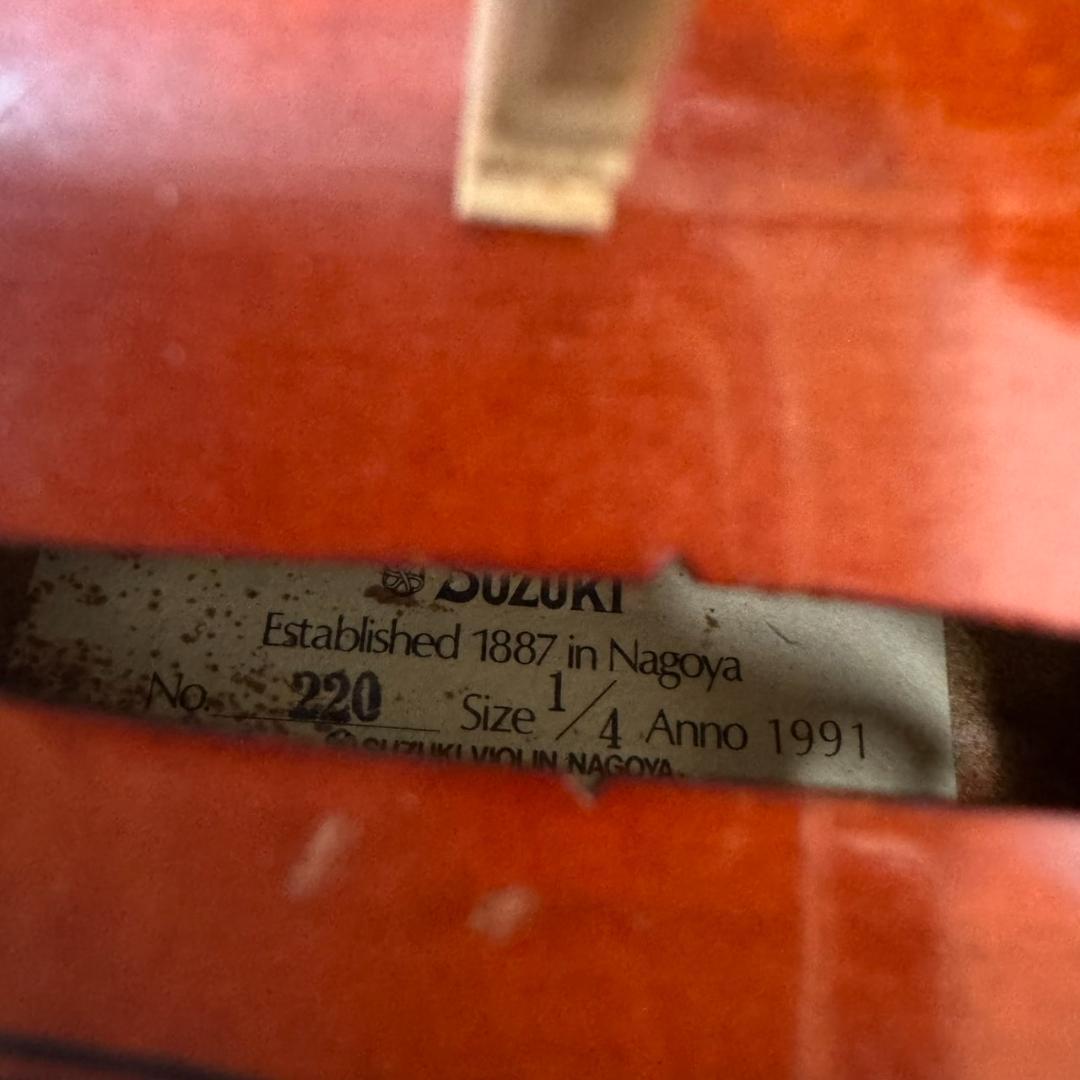 SUZUKI
Established 1887 in Nagoya
No. 220 Size 1/4 Anno 1991
SUZUKI VIOLIN NAGOYA.